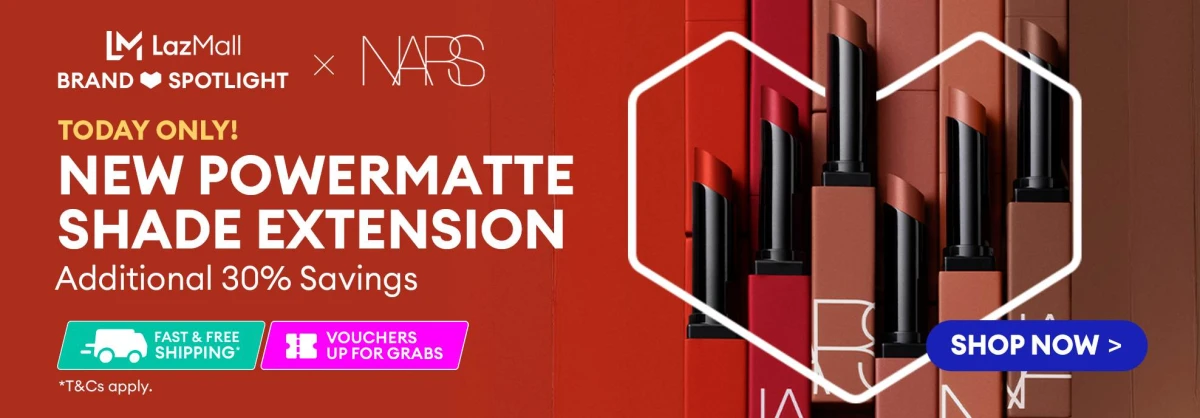 LM LazMall
BRAND SPOTLIGHT
× NARS
TODAY ONLY!
NEW POWERMATTE
SHADE EXTENSION
Additional 30% Savings
FAST & FREE
SHIPPING*
VOUCHERS
UP FOR GRABS
*T&Cs apply.
SHOP NOW >